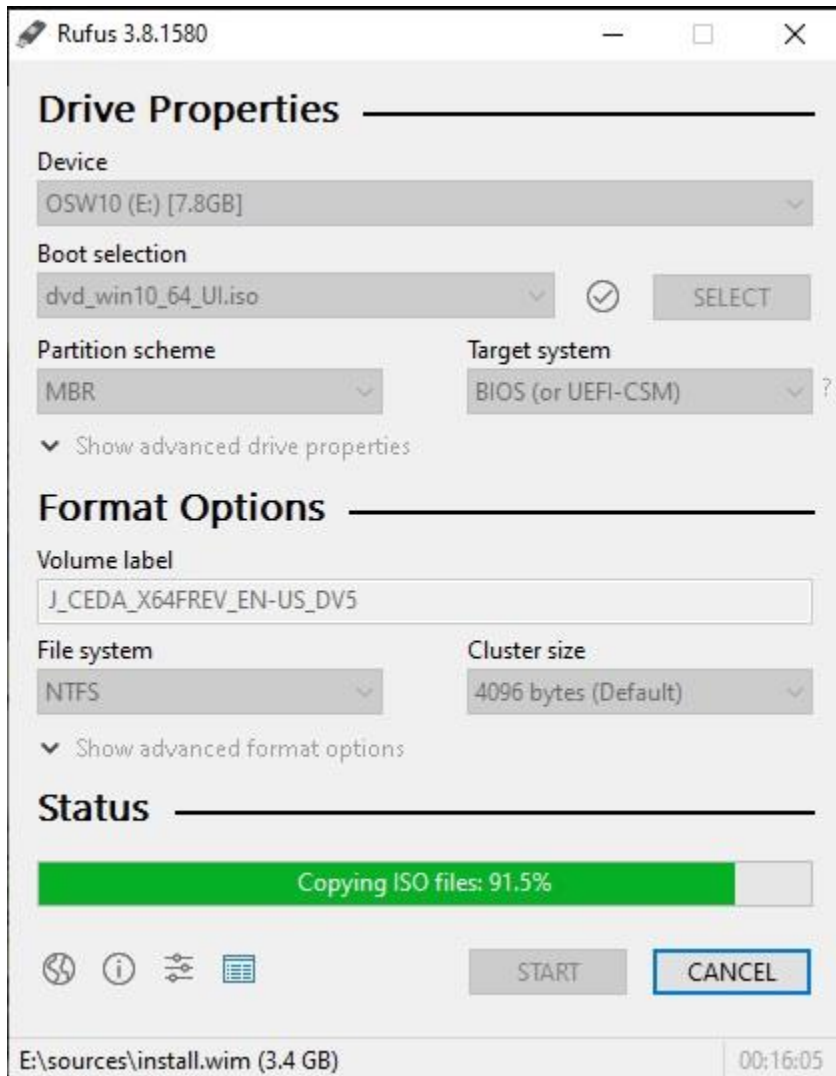 Rufus 3.8.1580
Drive Properties
Device
OSW10 (E:) [7.8GB]
Boot selection
dvd_win10_64_UI.iso
SELECT
Partition scheme
Target system
MBR
BIOS (or UEFI-CSM)
?
Show advanced drive properties
Format Options
Volume label
J_CEDA_X64FREV_EN-US_DV5
File system
Cluster size
NTFS
4096 bytes (Default)
Show advanced format options
Status
Copying ISO files: 91.5%
START
CANCEL
E:\sources\install.wim (3.4 GB)
00:16:05